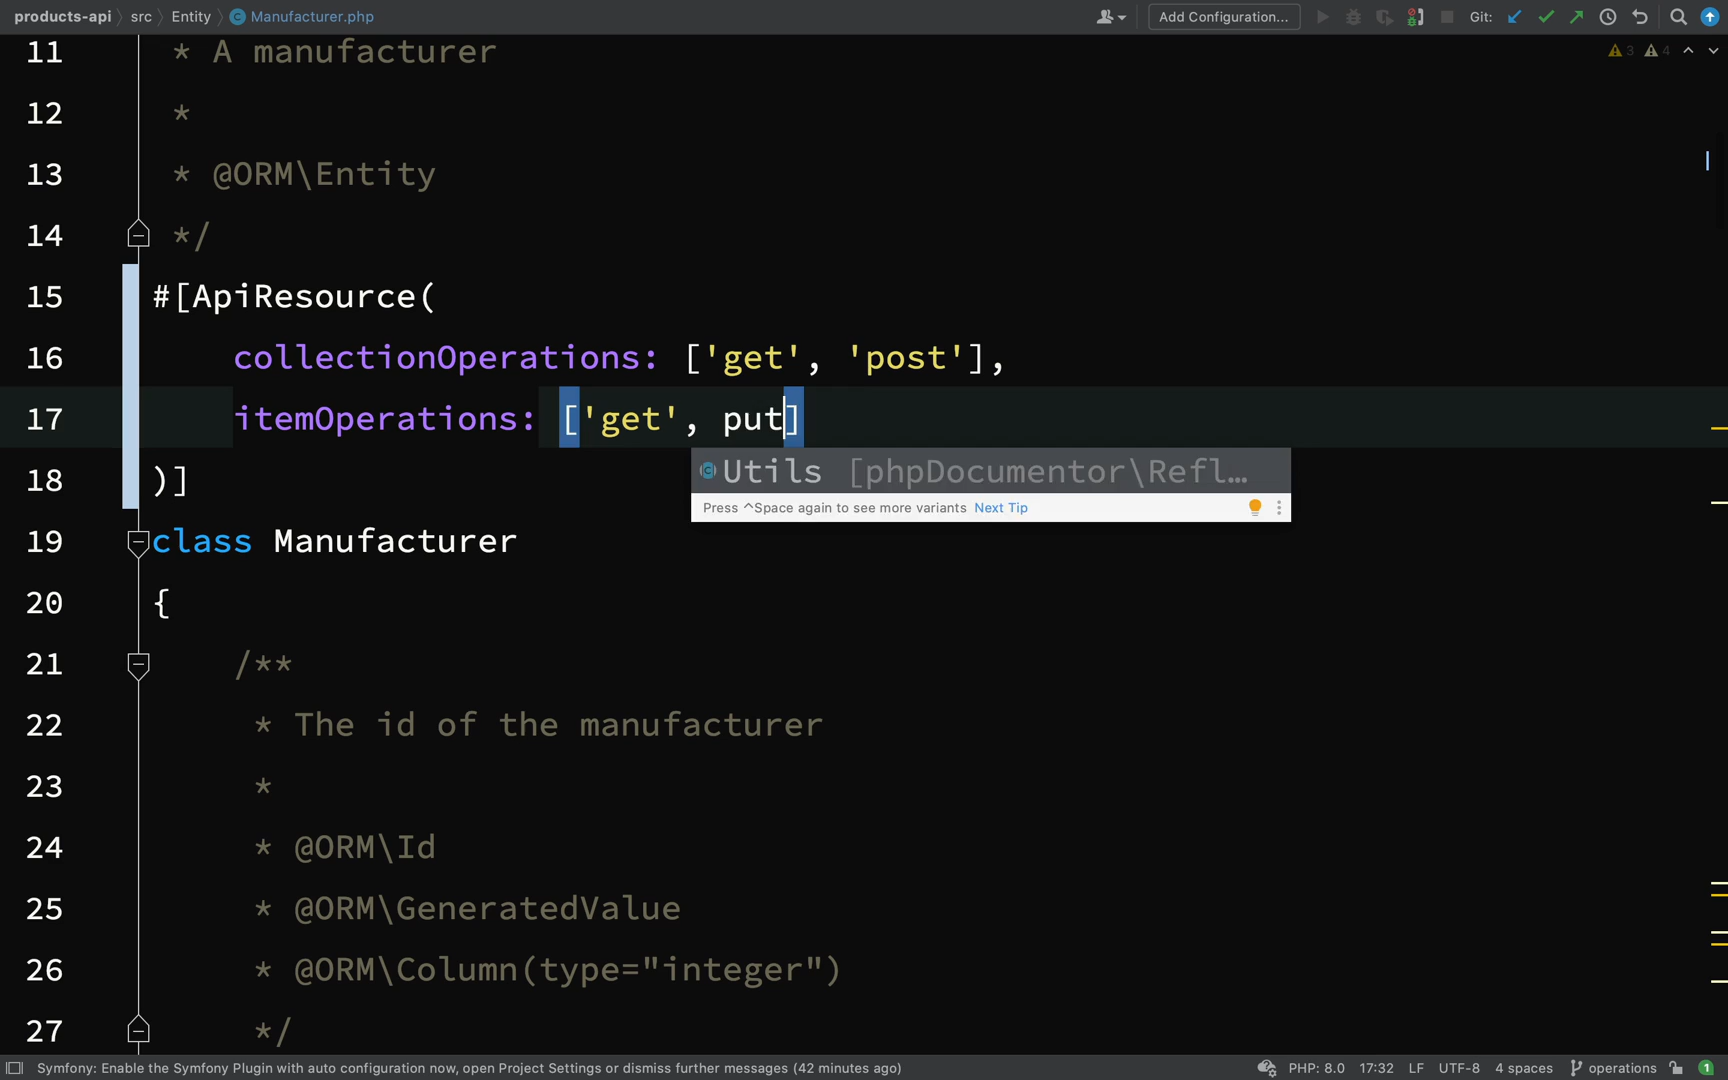 products-api src Entity Manufacturer.php Add Configuration... Git:
3 4
11 * A manufacturer
12 *
13 * @ORM\Entity
14 */
15 #[ApiResource(
16 collectionOperations: ['get', 'post'],
17 itemOperations: ['get', put]
Utils [phpDocumentor\Refl…
18 )]
Press ^Space again to see more variants Next Tip
19 class Manufacturer
20 {
21 /**
22 * The id of the manufacturer
23 *
24 * @ORM\Id
25 * @ORM\GeneratedValue
26 * @ORM\Column(type="integer")
27 */
Symfony: Enable the Symfony Plugin with auto configuration now, open Project Settings or dismiss further messages (42 minutes ago) PHP: 8.0 17:32 LF UTF-8 4 spaces operations 1